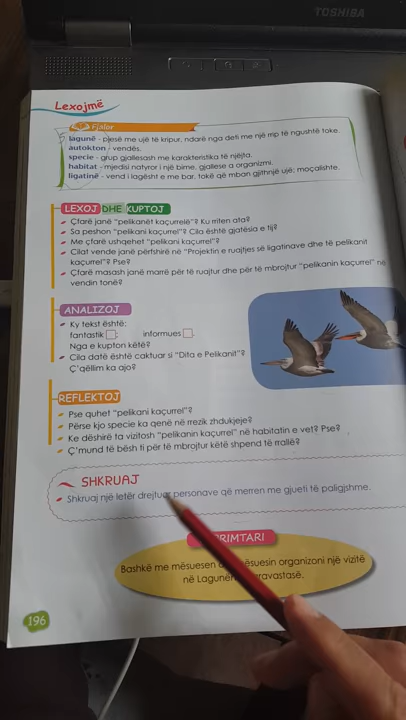 TOSHIBA
Lexojmë
Fjalor
lagunë - pjesë me ujë të kripur, ndarë nga deti me një rrip të ngushtë toke.
autokton - vendës.
specie - grup gjallesash me karakteristika të njëjta.
habitat - mjedisi natyror i një bime, gjallese a organizmi.
ligatinë - vend i lagësht e me bar, tokë që mban gjithnjë ujë; moçalishte.
LEXOJ DHE KUPTOJ
Çfarë janë "pelikanët kaçurrelë"? Ku rriten ata?
Sa peshon "pelikani kaçurrel"? Cila është gjatësia e tij?
Me çfarë ushqehet "pelikani kaçurrel"?
Cilat vende janë përfshirë në "Projektin e ruajtjes së ligatinave dhe të pelikanit
kaçurrel"? Pse?
Çfarë masash janë marrë për të ruajtur dhe për të mbrojtur "pelikanin kaçurrel" në
vendin tonë?
ANALIZOJ
Ky tekst është:
fantastik ; informues .
Nga e kupton këtë?
Cila datë është caktuar si "Dita e Pelikanit"?
Ç'qëllim ka ajo?
REFLEKTOJ
Pse quhet "pelikani kaçurrel"?
Përse kjo specie ka qenë në rrezik zhdukjeje?
Ke dëshirë ta vizitosh "pelikanin kaçurrel" në habitatin e vet? Pse?
Ç'mund të bësh ti për të mbrojtur këtë shpend të rrallë?
SHKRUAJ
Shkruaj një letër drejtuar personave që merren me gjueti të paligjshme.
Bashkë me mësuesen organizoni një vizitë
në
196